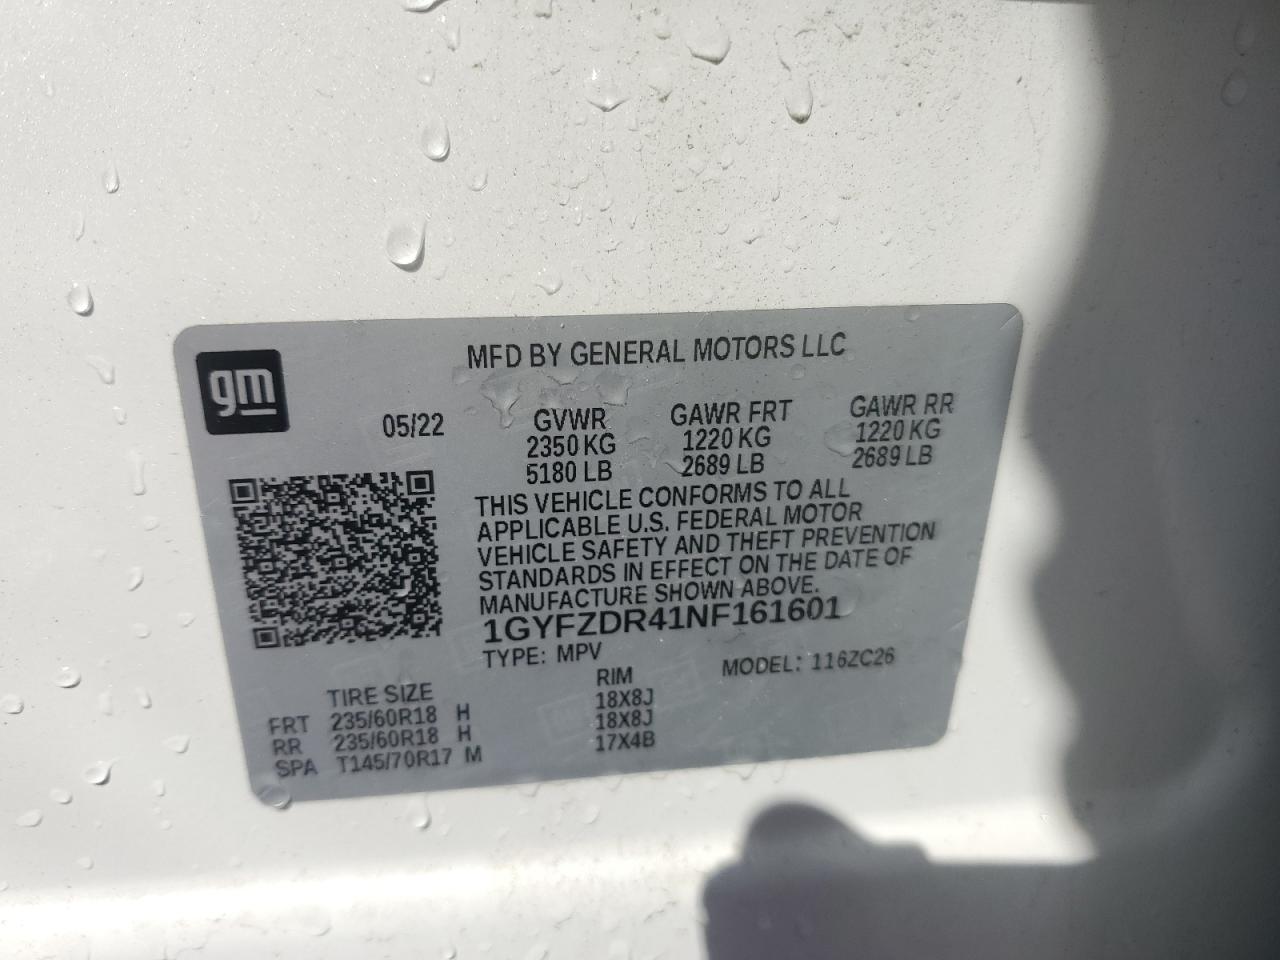 gm
MFD BY GENERAL MOTORS LLC
05/22
GVWR GAWR FRT GAWR RR
2350 KG 1220 KG 1220 KG
5180 LB 2689 LB 2689 LB
THIS VEHICLE CONFORMS TO ALL
APPLICABLE U.S. FEDERAL MOTOR
VEHICLE SAFETY AND THEFT PREVENTION
STANDARDS IN EFFECT ON THE DATE OF
MANUFACTURE SHOWN ABOVE.
1GYFZDR41NF161601
TYPE: MPV MODEL: 116ZC26
TIRE SIZE RIM
FRT 235/60R18 H 18X8J
RR 235/60R18 H 18X8J
SPA T145/70R17 M 17X4B